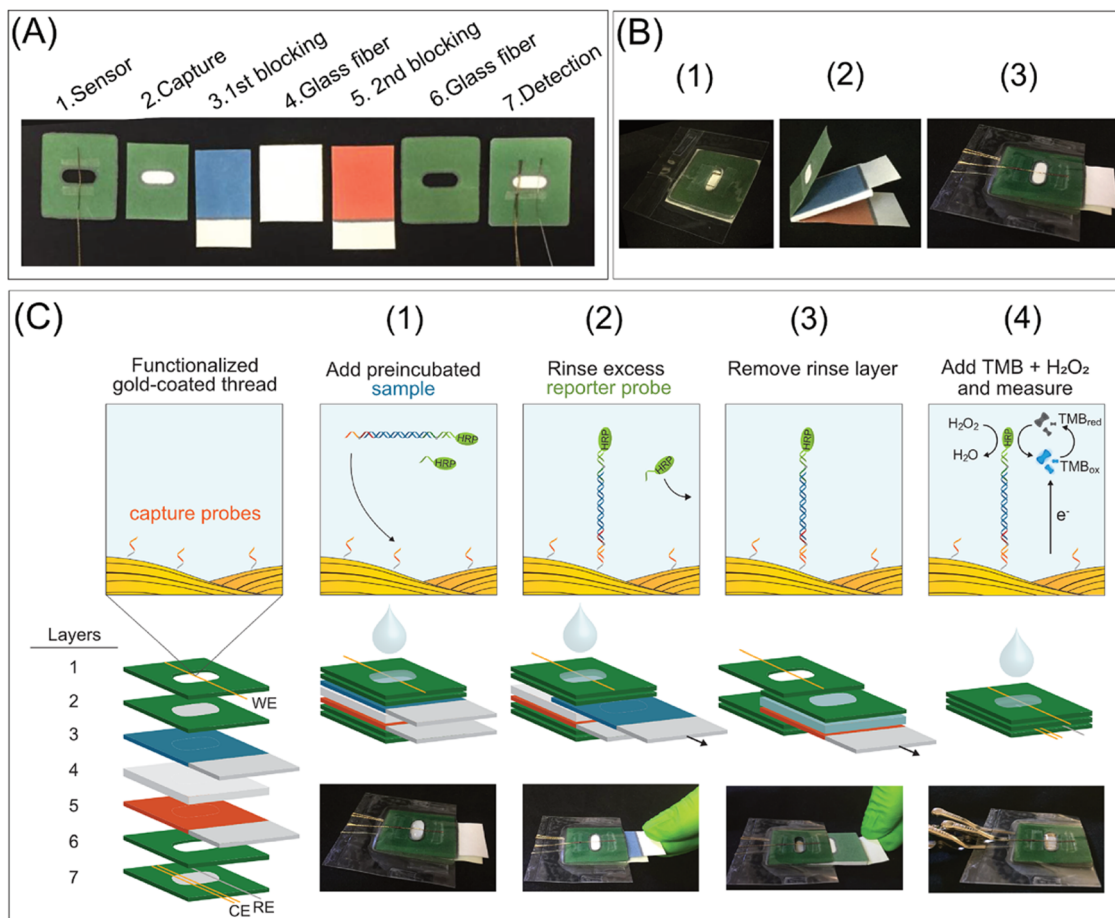 (A)
1.Sensor
2.Capture
3.1st blocking
4.Glass fiber
5. 2nd blocking
6.Glass fiber
7.Detection
(B)
(1)
(2)
(3)
(C)
(1)
(2)
(3)
(4)
Functionalized
gold-coated thread
Add preincubated
sample
Rinse excess
reporter probe
Remove rinse layer
Add TMB + H₂O₂
and measure
capture probes
HRP
HRP
HRP
HRP
HRP
HRP
H₂O₂
H₂O
TMBred
TMBox
e-
Layers
1
2
3
4
5
6
7
WE
CE
RE